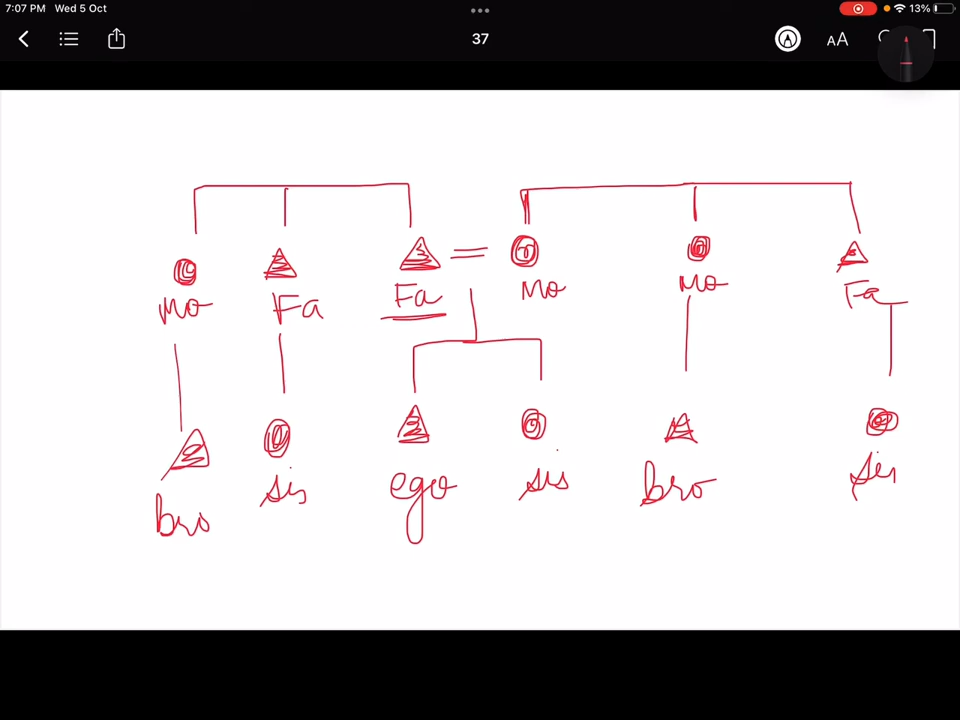 7:07 PM Wed 5 Oct
13%
37
AA
Mo Fa Fa = Mo Mo Fa
bro sis ego sis bro sis